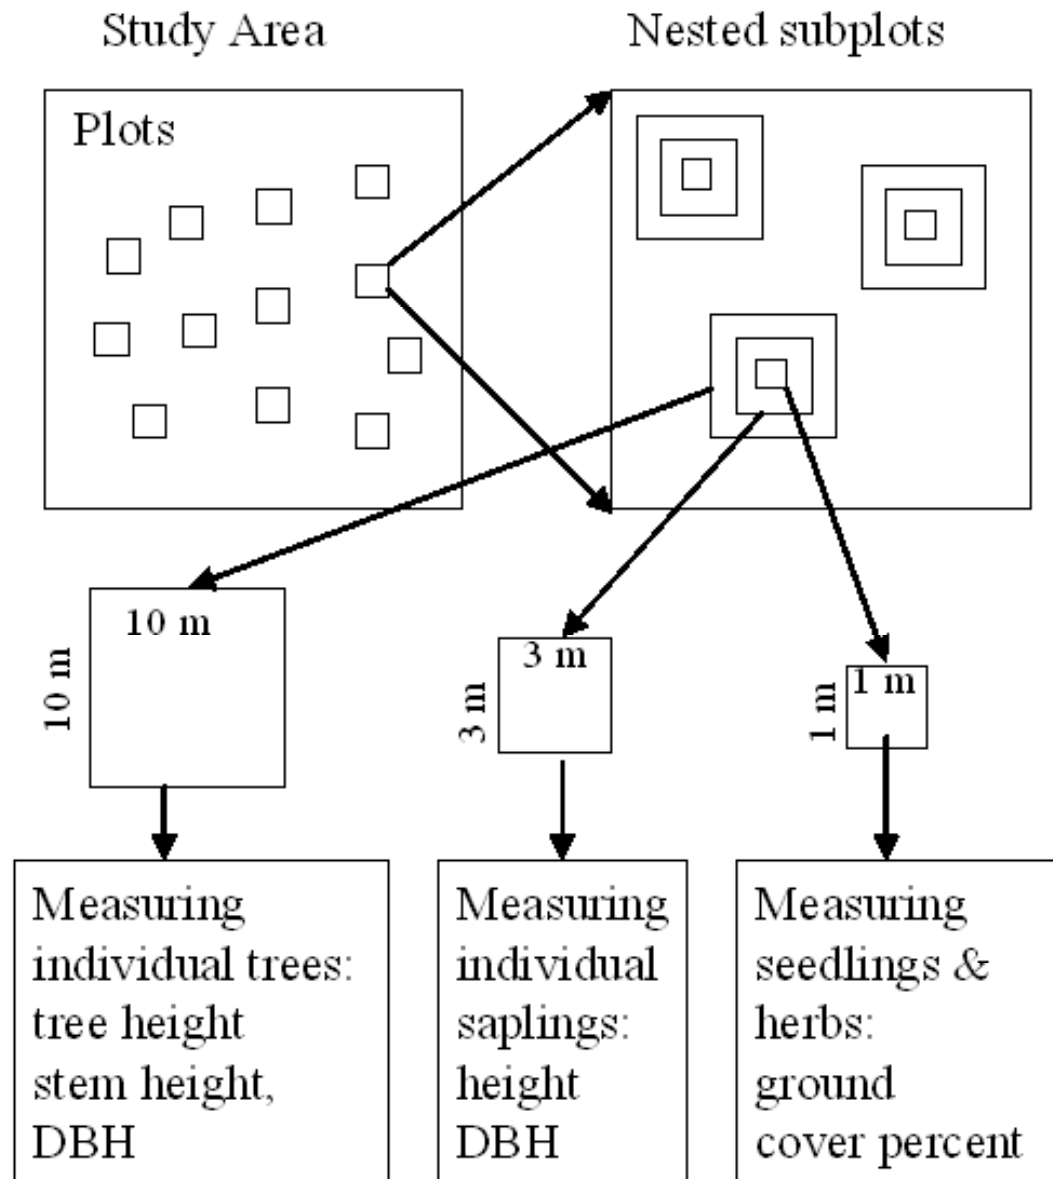 Study Area
Nested subplots
Plots
10 m
10 m
3 m
3 m
1 m
1 m
Measuring
individual trees:
tree height
stem height,
DBH
Measuring
individual
saplings:
height
DBH
Measuring
seedlings &
herbs:
ground
cover percent